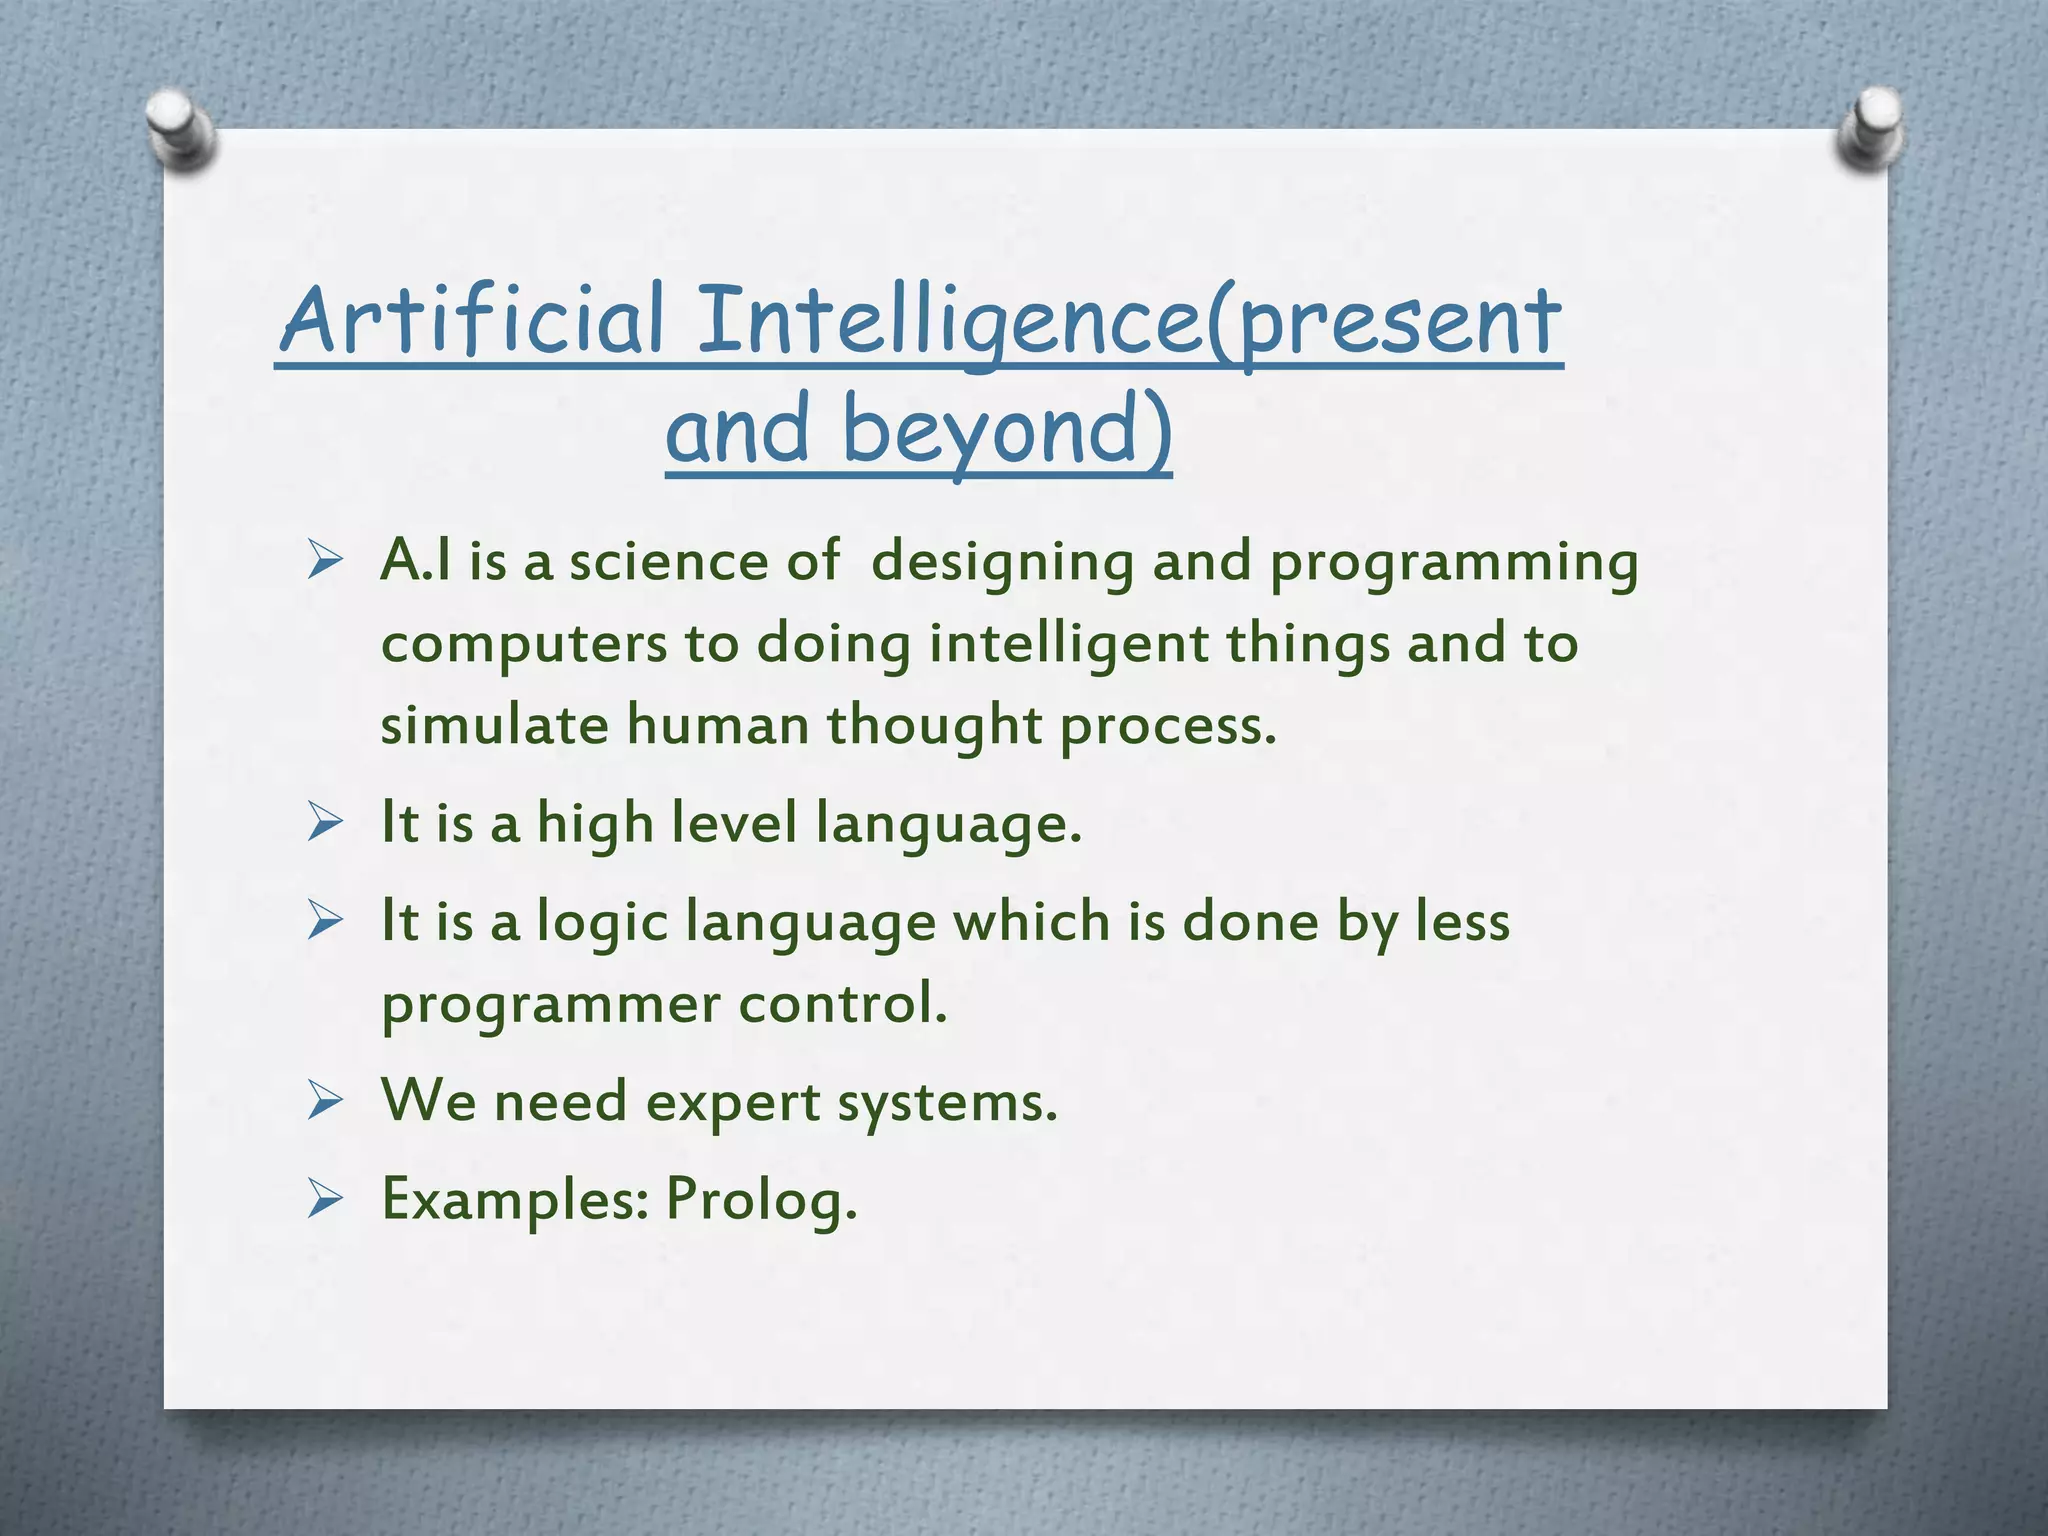 Artificial Intelligence(present
and beyond)
A.I is a science of  designing and programming
computers to doing intelligent things and to
simulate human thought process.
It is a high level language.
It is a logic language which is done by less
programmer control.
We need expert systems.
Examples: Prolog.